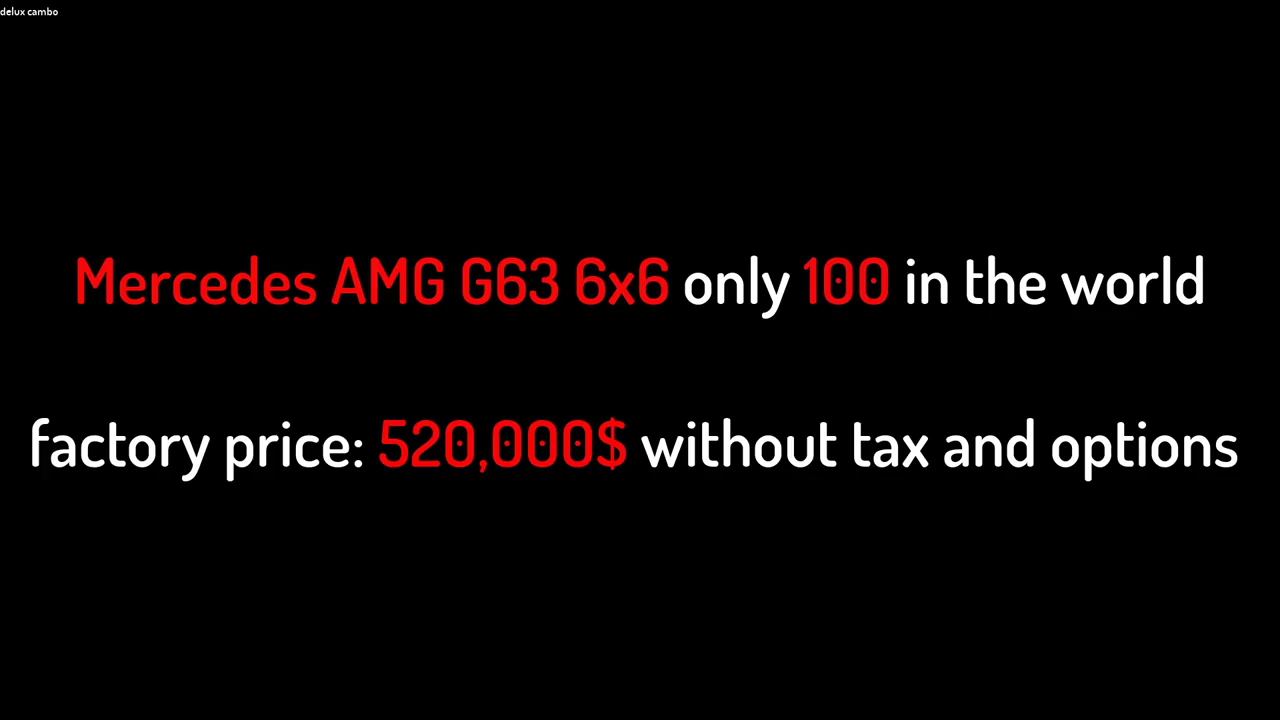 delux cambo
Mercedes AMG G63 6x6 only 100 in the world
factory price: 520,000$ without tax and options